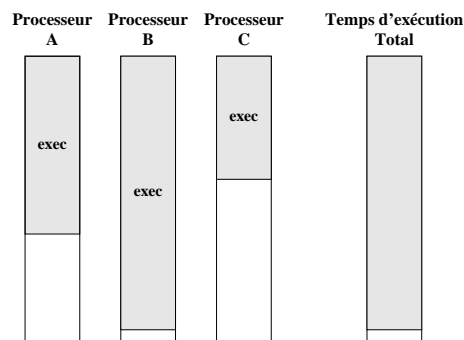 Processeur Processeur Processeur Temps d'exécution
A B C Total
exec
exec
exec